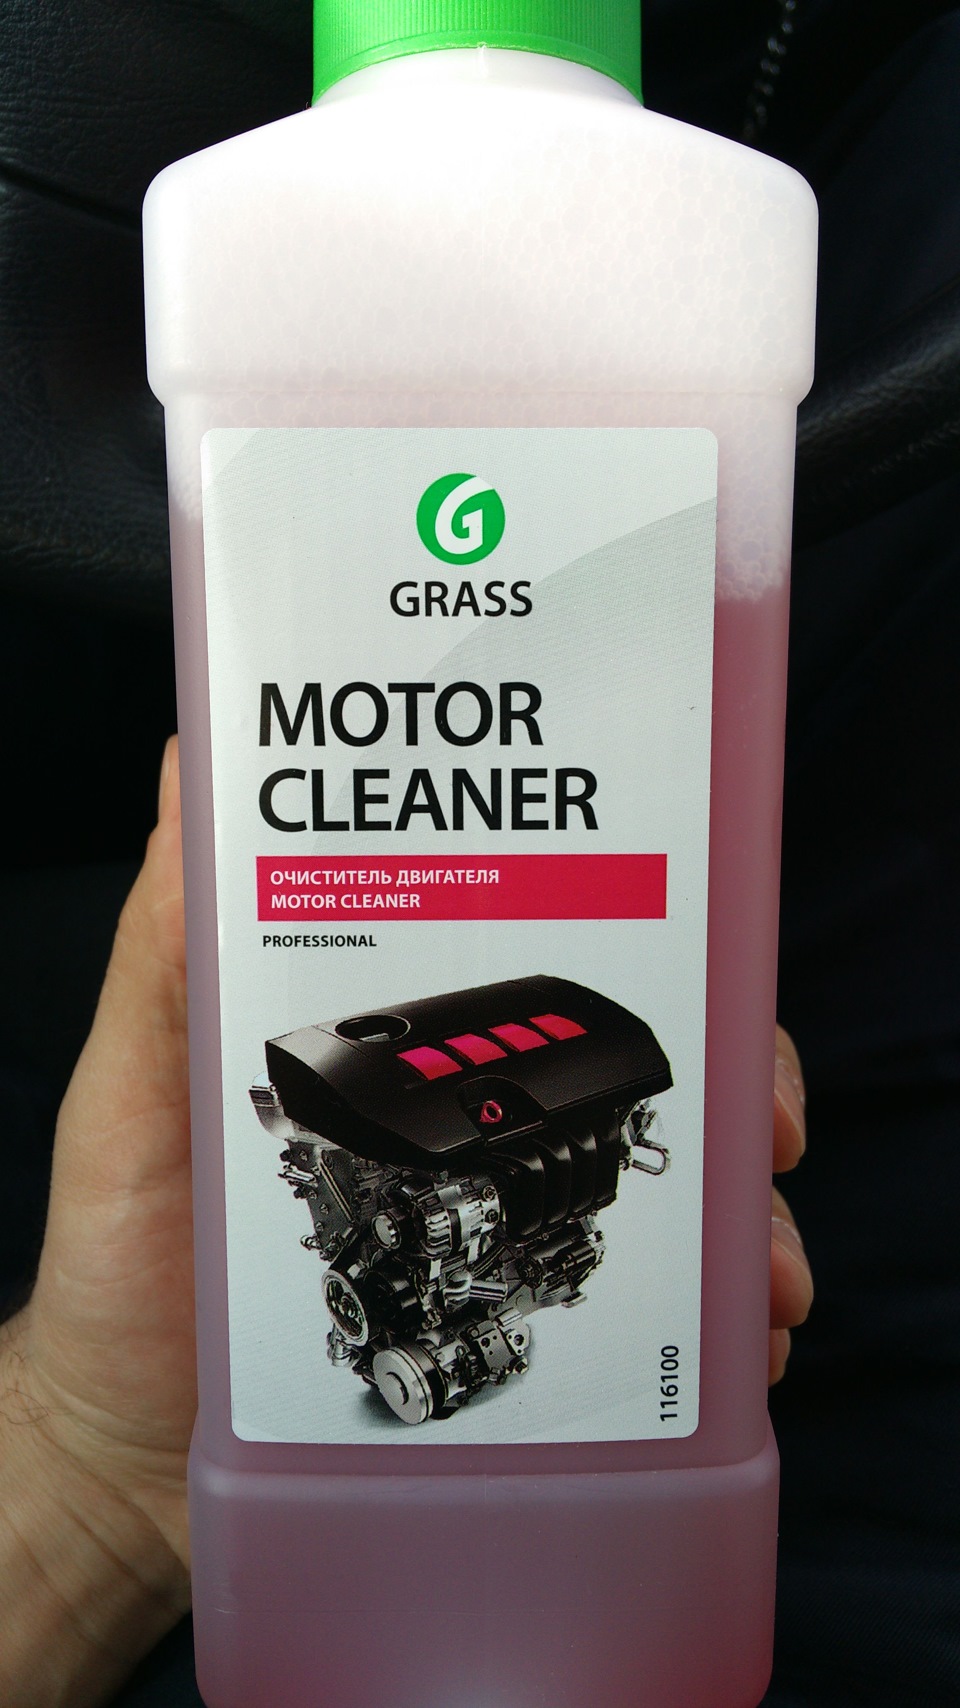 GRASS
MOTOR
CLEANER
ОЧИСТИТЕЛЬ ДВИГАТЕЛЯ
MOTOR CLEANER
PROFESSIONAL
116100